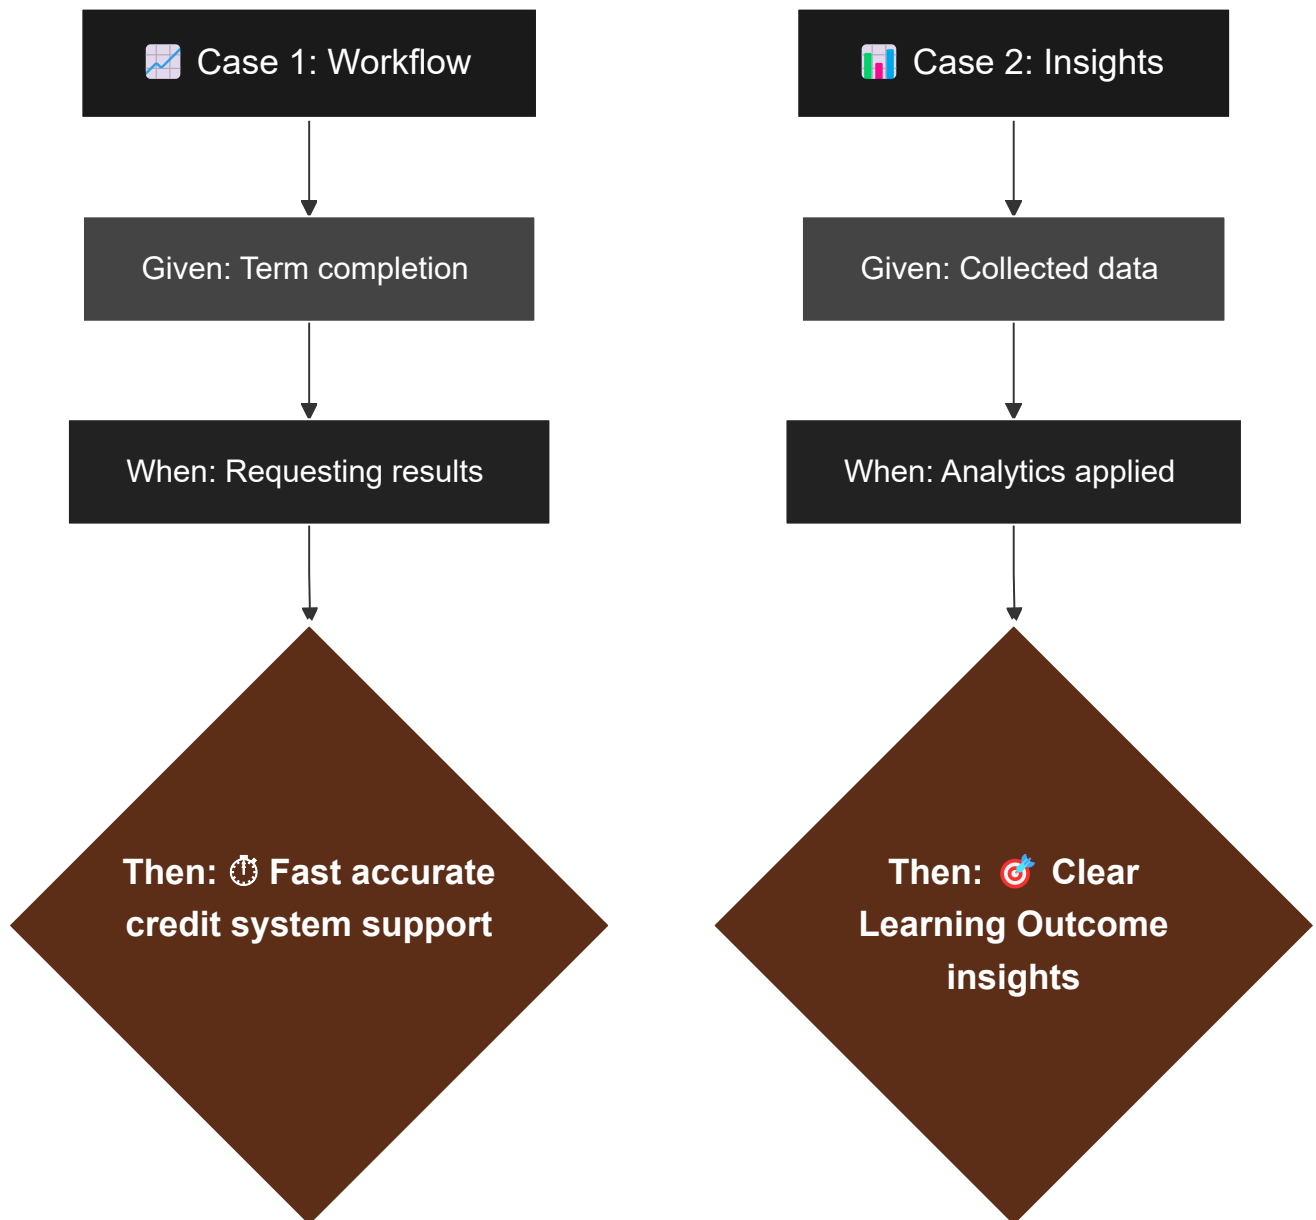 📈 Case 1: Workflow
Given: Term completion
When: Requesting results
Then: ⏱ Fast accurate
credit system support
📊 Case 2: Insights
Given: Collected data
When: Analytics applied
Then: 🎯 Clear
Learning Outcome
insights